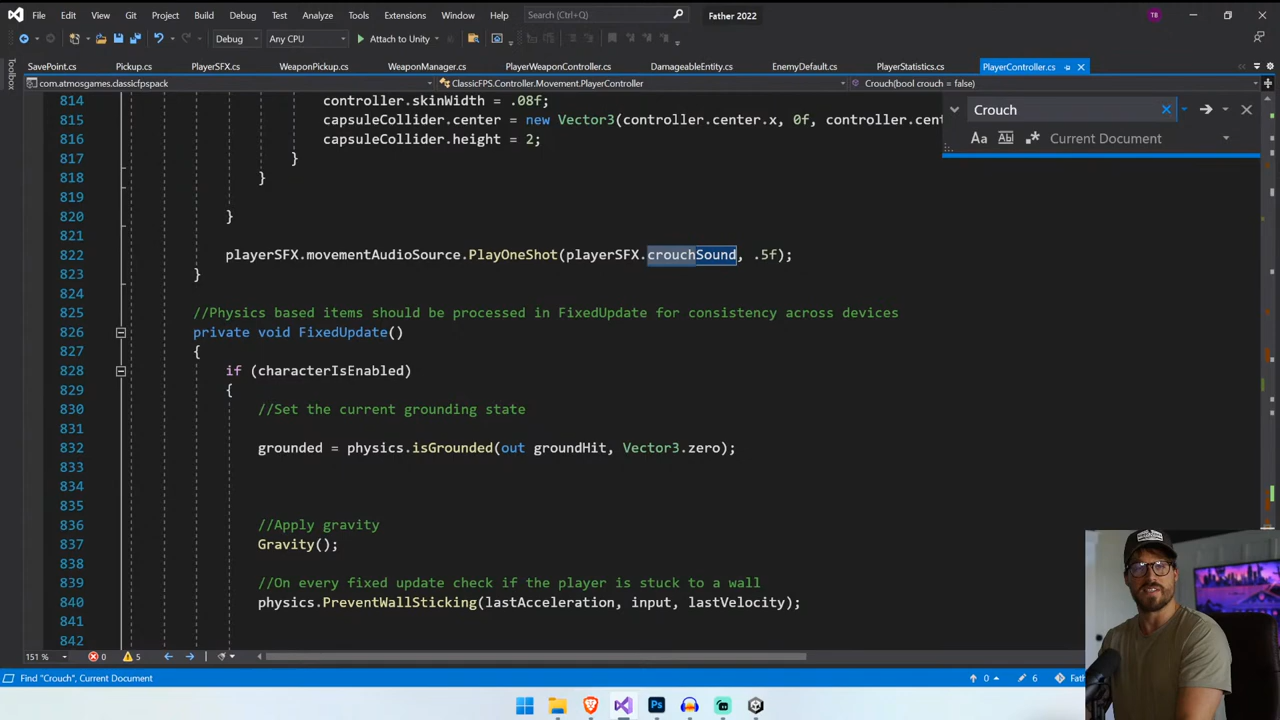 File Edit View Git Project Build Debug Test Analyze Tools Extensions Window Help Search (Ctrl+Q) Father 2022 TB
Debug Any CPU Attach to Unity
SavePoint.cs Pickup.cs PlayerSFX.cs WeaponPickup.cs WeaponManager.cs PlayerWeaponController.cs DamageableEntity.cs EnemyDefault.cs PlayerStatistics.cs PlayerController.cs
Toolbox
com.atmosgames.classicfpspack ClassicFPS.Controller.Movement.PlayerController Crouch(bool crouch = false)
Crouch
Aa Ab Current Document
814 controller.skinWidth = .08f;
815 capsuleCollider.center = new Vector3(controller.center.x, 0f, controller.cen
816 capsuleCollider.height = 2;
817 }
818 }
819
820 }
821
822 playerSFX.movementAudioSource.PlayOneShot(playerSFX.crouchSound, .5f);
823 }
824
825 //Physics based items should be processed in FixedUpdate for consistency across devices
826 private void FixedUpdate()
827 {
828 if (characterIsEnabled)
829 {
830 //Set the current grounding state
831
832 grounded = physics.isGrounded(out groundHit, Vector3.zero);
833
834
835
836 //Apply gravity
837 Gravity();
838
839 //On every fixed update check if the player is stuck to a wall
840 physics.PreventWallSticking(lastAcceleration, input, lastVelocity);
841
842
151 % 0 5
Find "Crouch", Current Document 0 6 Fath